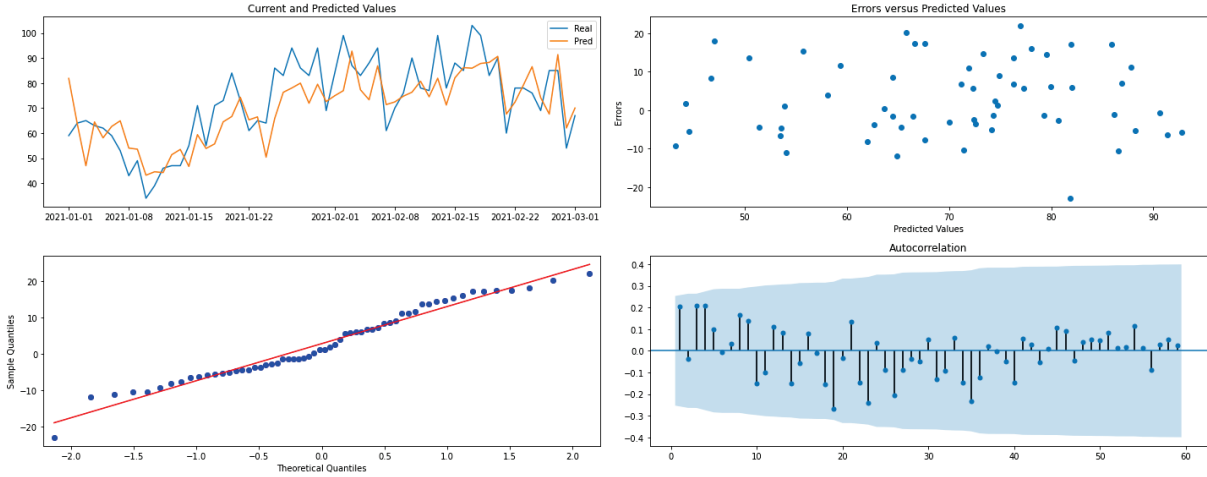 Current and Predicted Values
100
90
80
70
60
50
40
Real
Pred
2021-01-01 2021-01-08 2021-01-15 2021-01-22 2021-02-01 2021-02-08 2021-02-15 2021-02-22 2021-03-01
Errors versus Predicted Values
Errors
20
10
0
−10
−20
50 60 70 80 90
Predicted Values
Sample Quantiles
20
10
0
−10
−20
−2.0 −1.5 −1.0 −0.5 0.0 0.5 1.0 1.5 2.0
Theoretical Quantiles
Autocorrelation
0.4
0.3
0.2
0.1
0.0
−0.1
−0.2
−0.3
−0.4
0 10 20 30 40 50 60